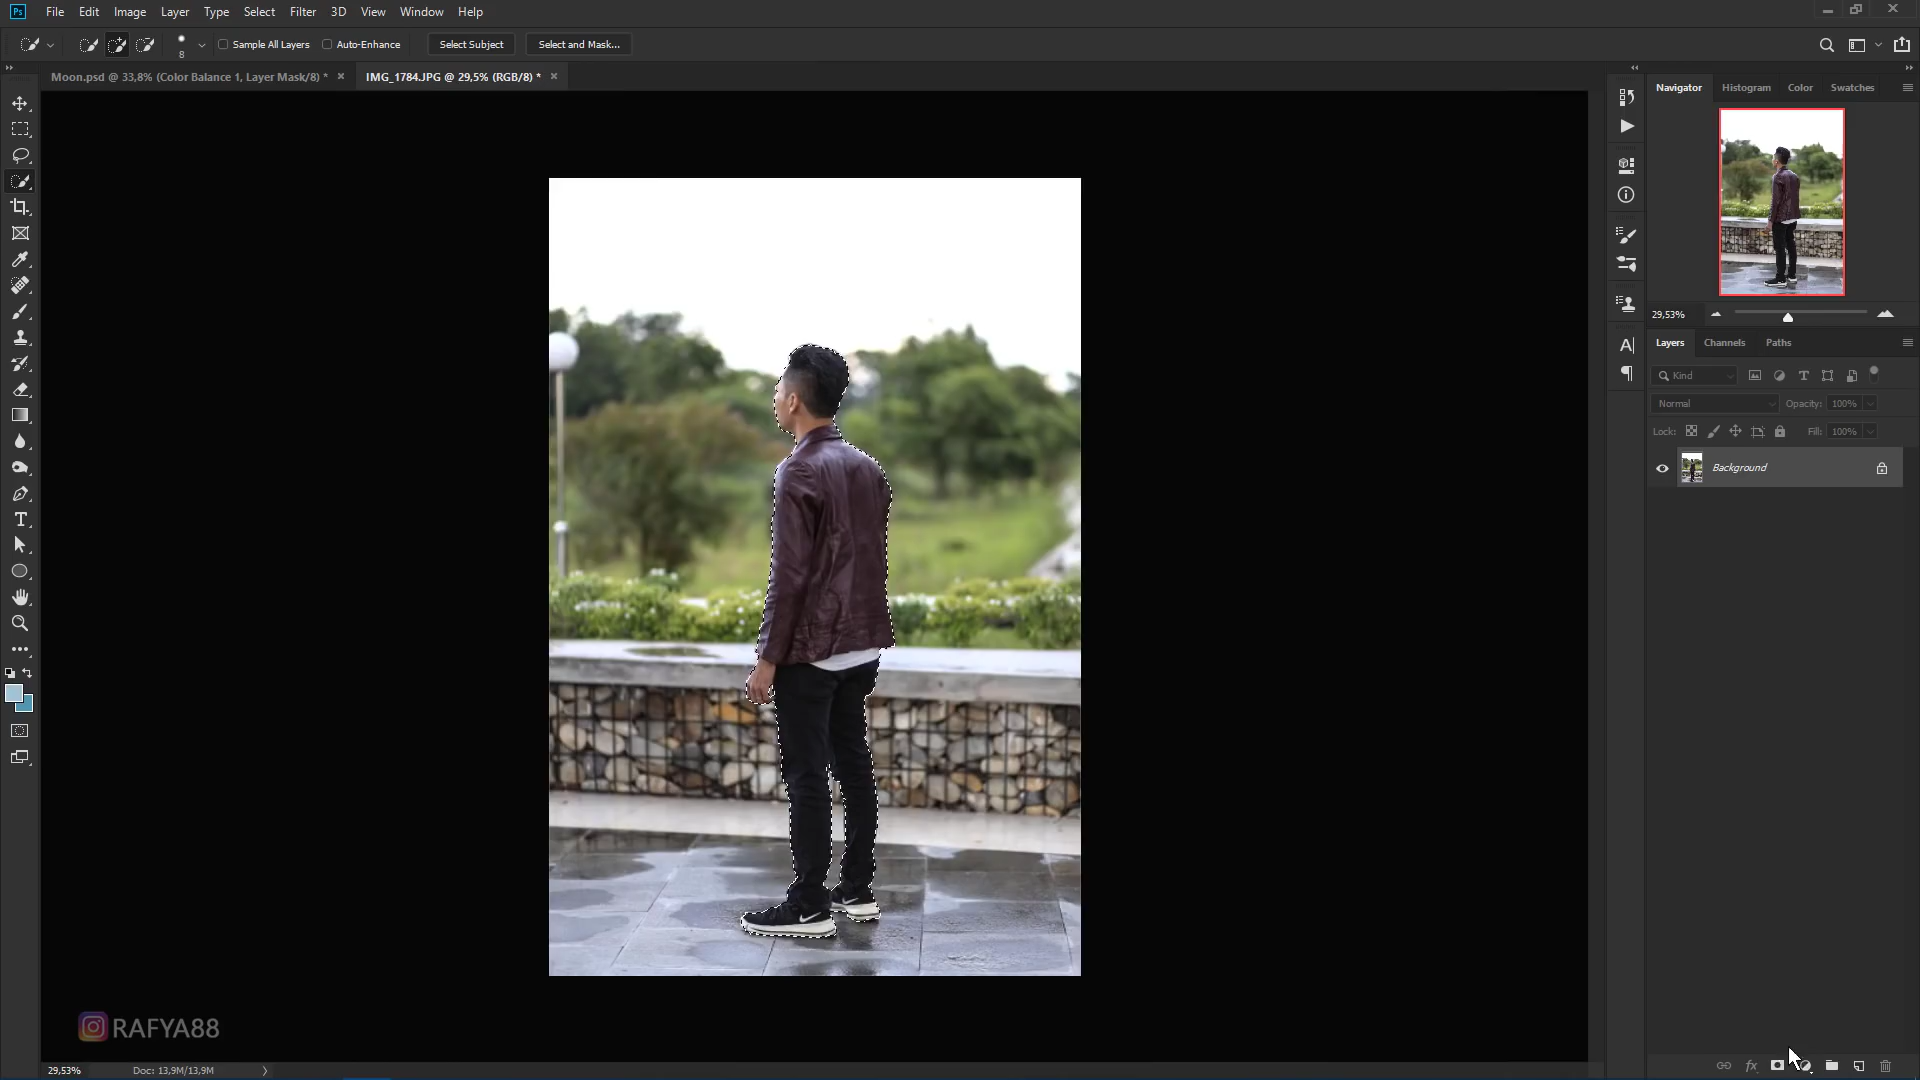 Ps File Edit Image Layer Type Select Filter 3D View Window Help
8 Sample All Layers Auto-Enhance Select Subject Select and Mask...
Moon.psd @ 33,8% (Color Balance 1, Layer Mask/8) * × IMG_1784.JPG @ 29,5% (RGB/8) * ×
Navigator Histogram Color Swatches
29,53%
Layers Channels Paths
Kind
Normal Opacity: 100%
Lock: Fill: 100%
Background
RAFYA88
29,53% Doc: 13,9M/13,9M